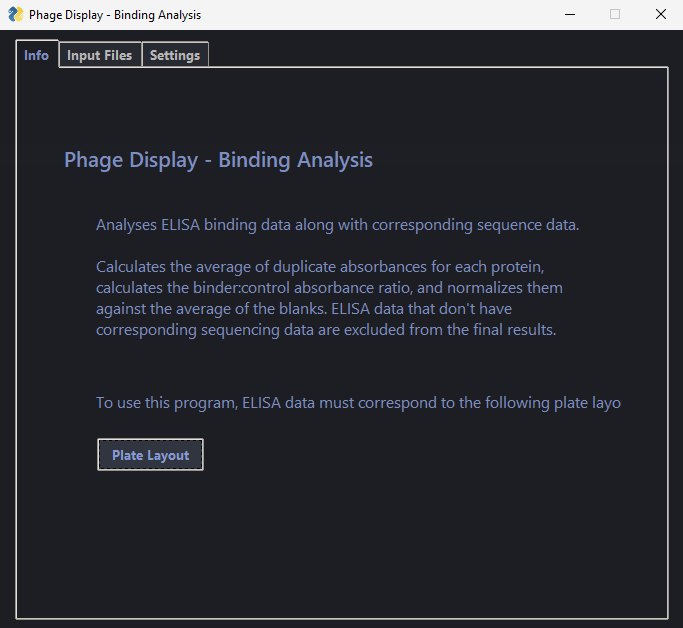 Phage Display - Binding Analysis
Info Input Files Settings
Phage Display - Binding Analysis
Analyses ELISA binding data along with corresponding sequence data.
Calculates the average of duplicate absorbances for each protein,
calculates the binder:control absorbance ratio, and normalizes them
against the average of the blanks. ELISA data that don't have
corresponding sequencing data are excluded from the final results.
To use this program, ELISA data must correspond to the following plate layo
Plate Layout